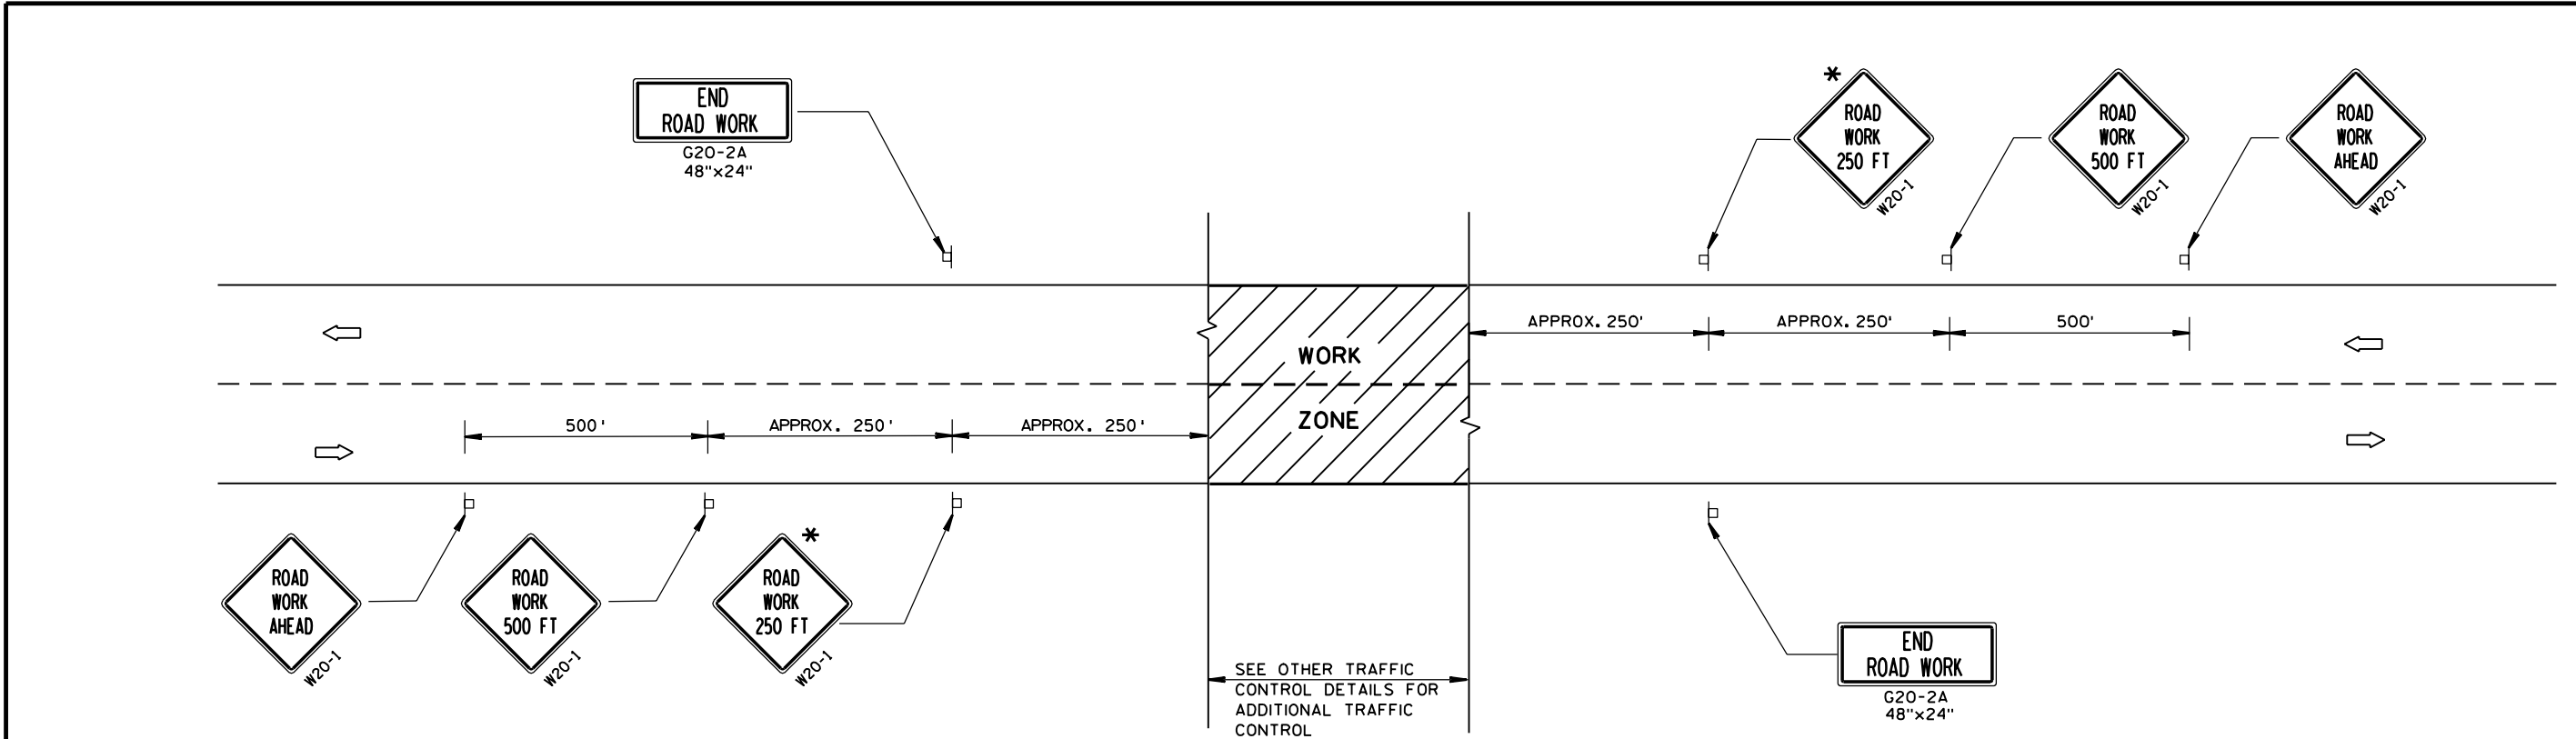 END
ROAD WORK
G20-2A
48"x24"
*
ROAD
WORK
250 FT
W20-1
ROAD
WORK
500 FT
W20-1
ROAD
WORK
AHEAD
W20-1
APPROX. 250'
APPROX. 250'
500'
WORK
ZONE
500'
APPROX. 250'
APPROX. 250'
ROAD
WORK
AHEAD
W20-1
ROAD
WORK
500 FT
W20-1
*
ROAD
WORK
250 FT
W20-1
SEE OTHER TRAFFIC
CONTROL DETAILS FOR
ADDITIONAL TRAFFIC
CONTROL
END
ROAD WORK
G20-2A
48"x24"